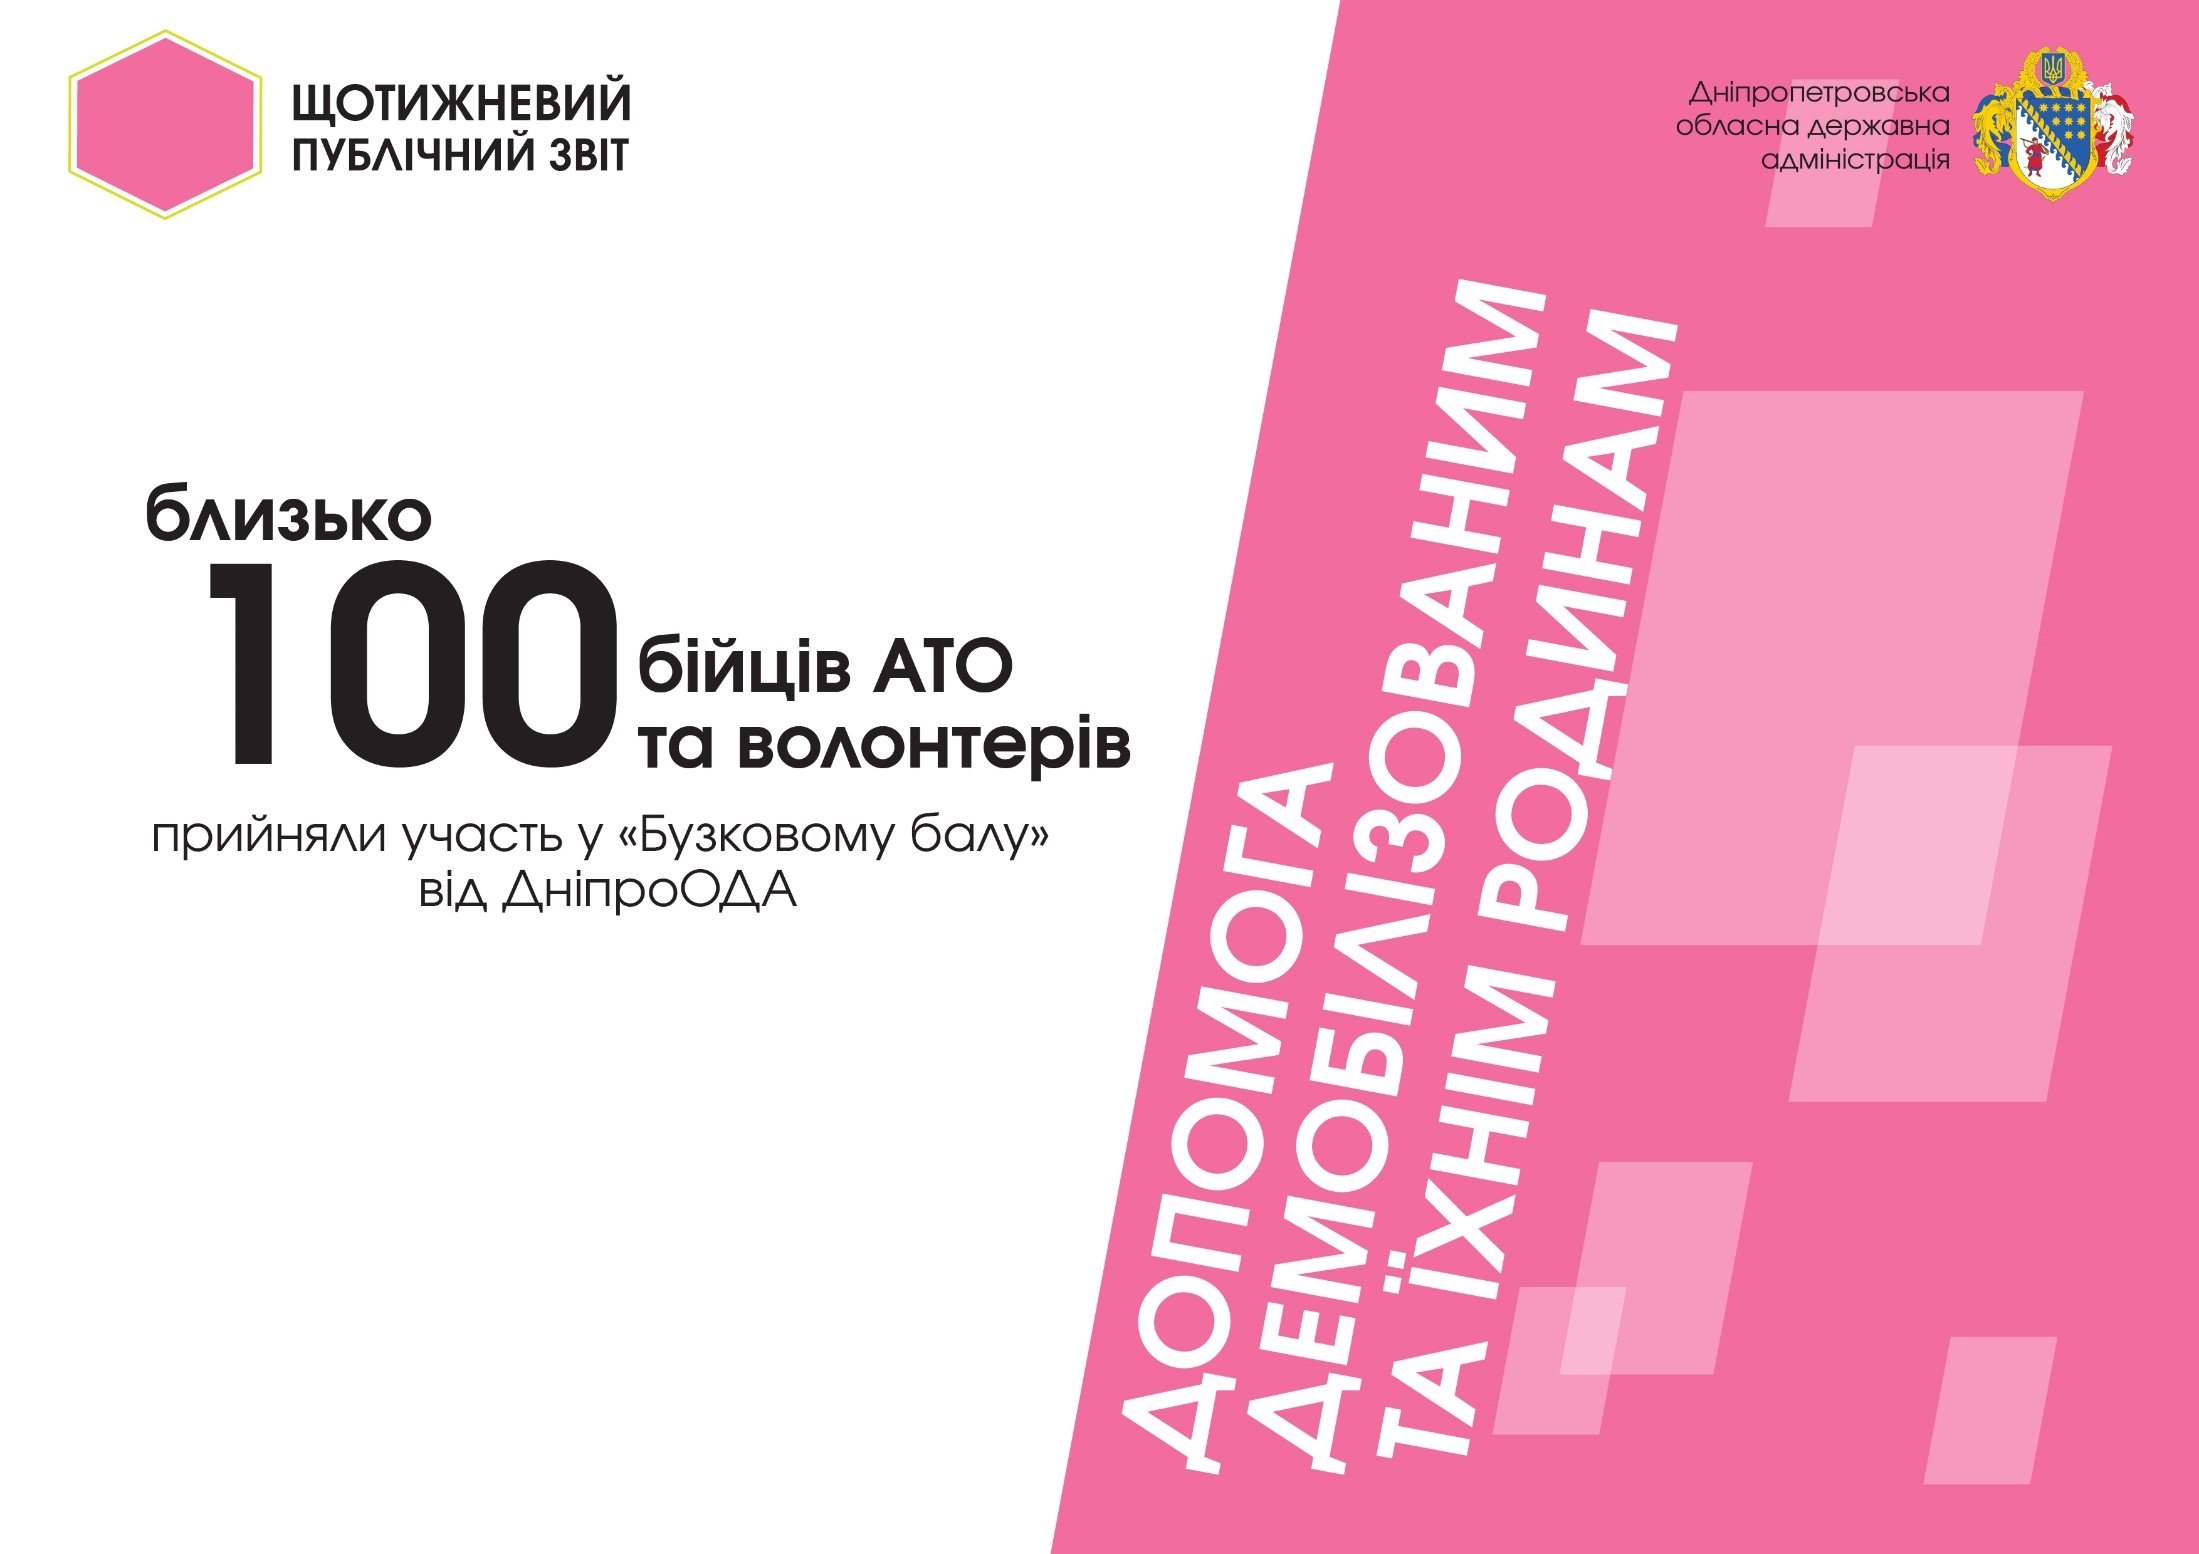 ЩОТИЖНЕВИЙ
ПУБЛІЧНИЙ ЗВІТ
Дніпропетровська
обласна державна
адміністрація
близько
100 бійців АТО
та волонтерів
прийняли участь у «Бузковому балу»
від ДніпроОДА
ДОПОМОГА
ДЕМОБІЛІЗОВАНИМ
ТА ЇХНІМ РОДИНАМ